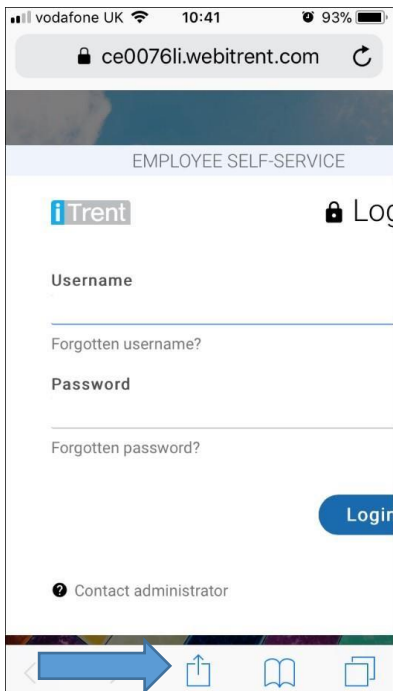 vodafone UK 10:41 93%
ce0076li.webitrent.com
EMPLOYEE SELF-SERVICE
iTrent
Log
Username
Forgotten username?
Password
Forgotten password?
Login
Contact administrator